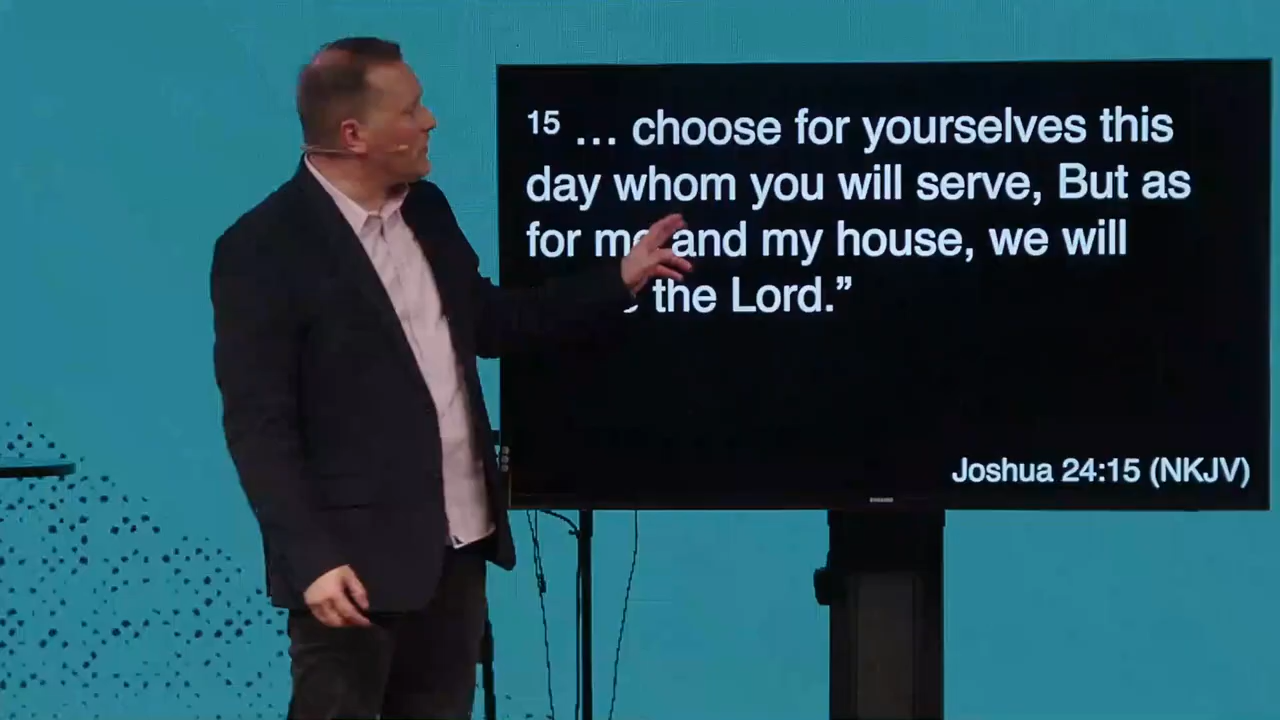 15 ... choose for yourselves this
day whom you will serve, But as
for me and my house, we will
the Lord.”
Joshua 24:15 (NKJV)